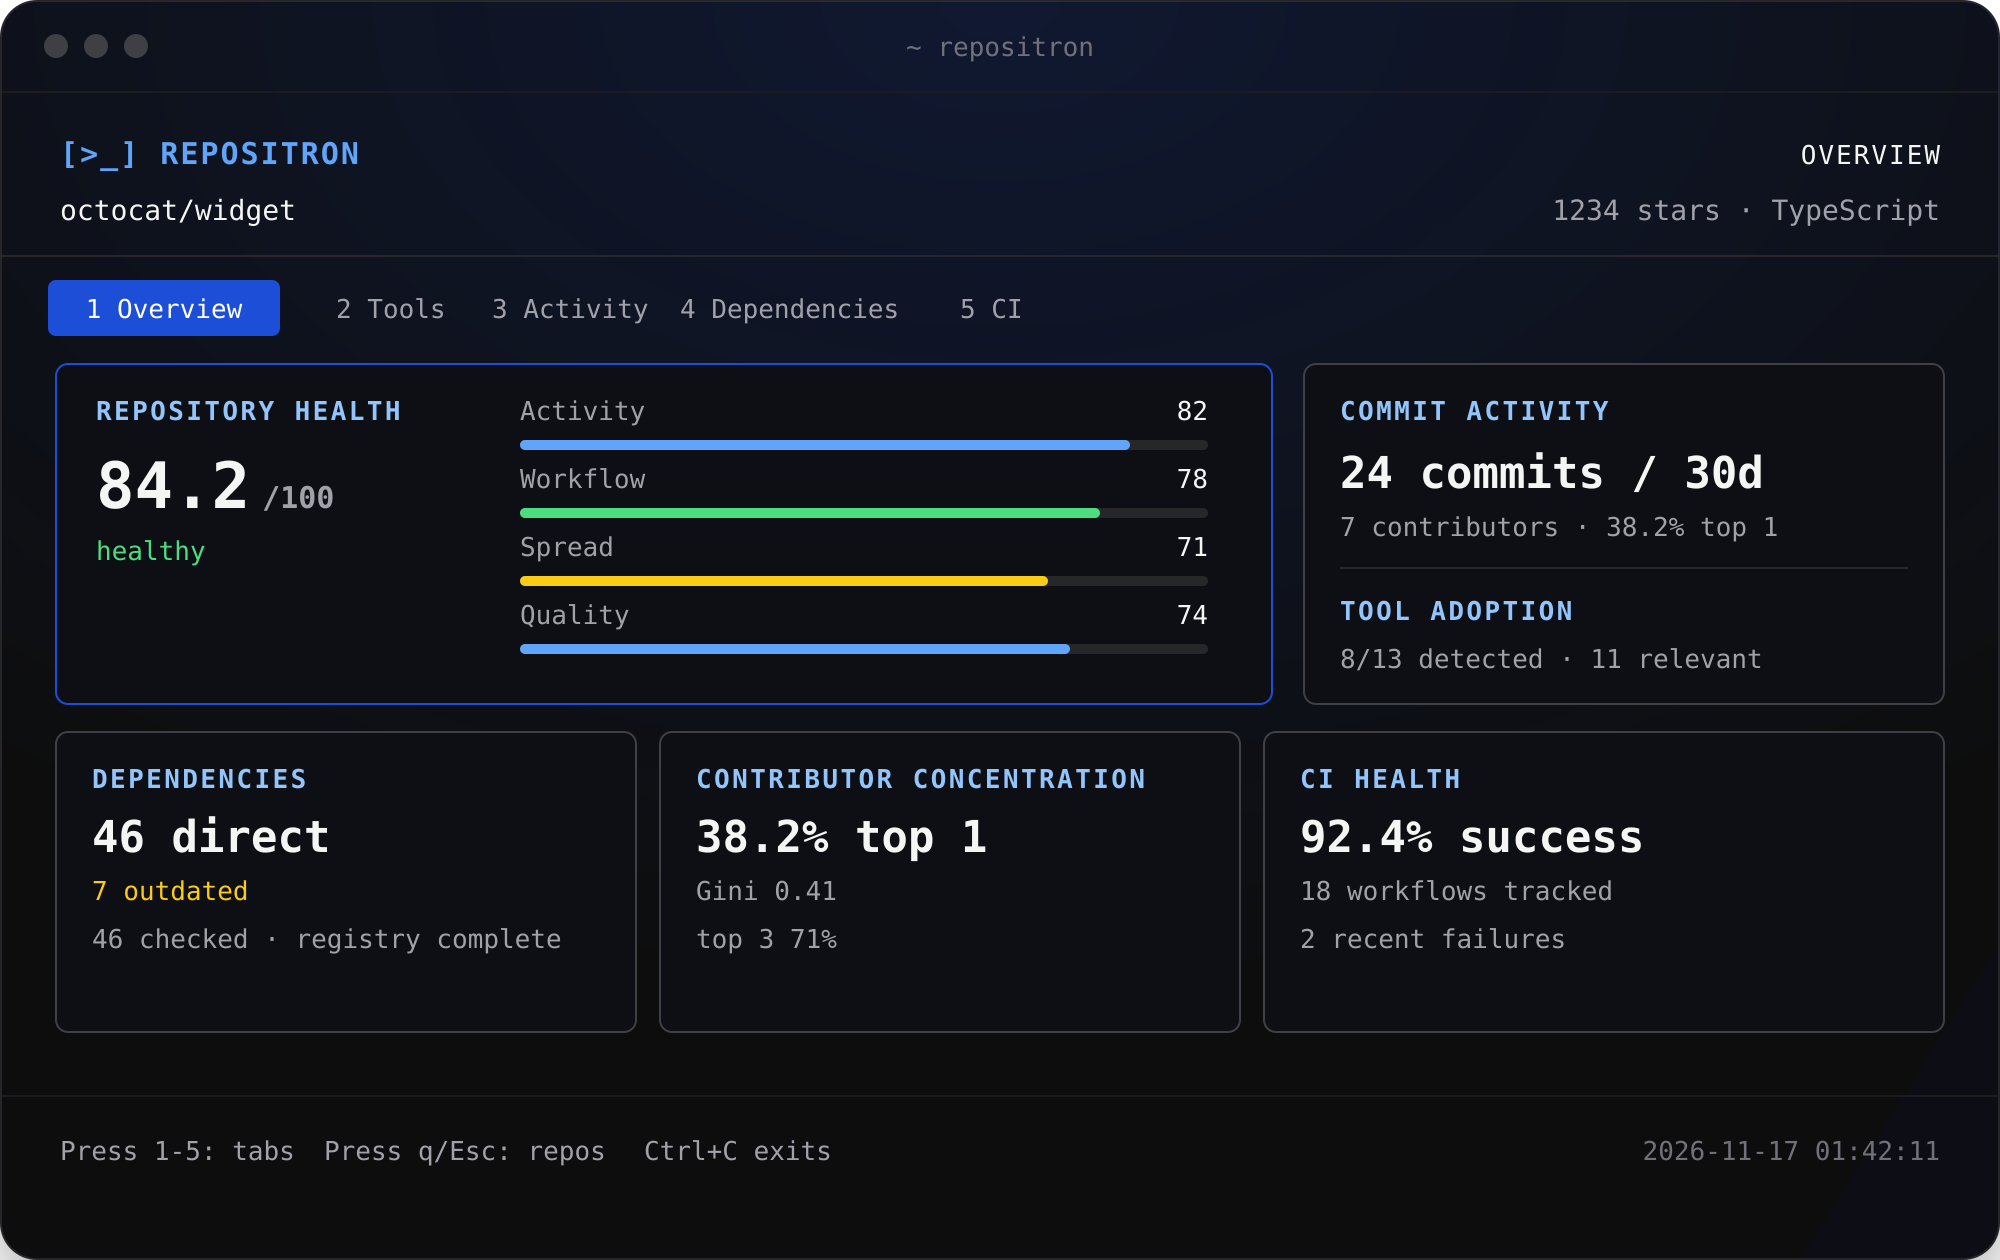 ~ repositron
[>_] REPOSITRON
OVERVIEW
octocat/widget
1234 stars · TypeScript
1 Overview
2 Tools
3 Activity
4 Dependencies
5 CI
REPOSITORY HEALTH
84.2 /100
healthy
Activity 82
Workflow 78
Spread 71
Quality 74
COMMIT ACTIVITY
24 commits / 30d
7 contributors · 38.2% top 1
TOOL ADOPTION
8/13 detected · 11 relevant
DEPENDENCIES
46 direct
7 outdated
46 checked · registry complete
CONTRIBUTOR CONCENTRATION
38.2% top 1
Gini 0.41
top 3 71%
CI HEALTH
92.4% success
18 workflows tracked
2 recent failures
Press 1-5: tabs
Press q/Esc: repos
Ctrl+C exits
2026-11-17 01:42:11